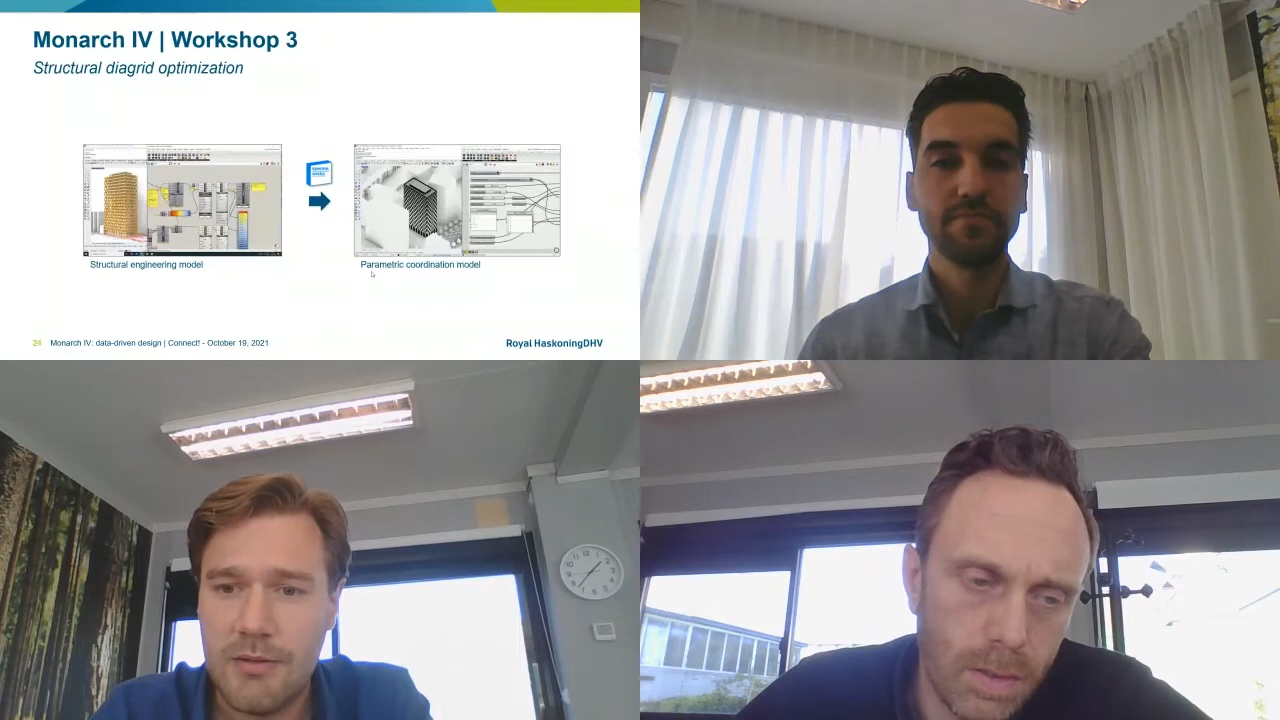 Monarch IV | Workshop 3
Structural diagrid optimization
Structural engineering model
Parametric coordination model
24 Monarch IV: data-driven design | Connect! - October 19, 2021
Royal HaskoningDHV